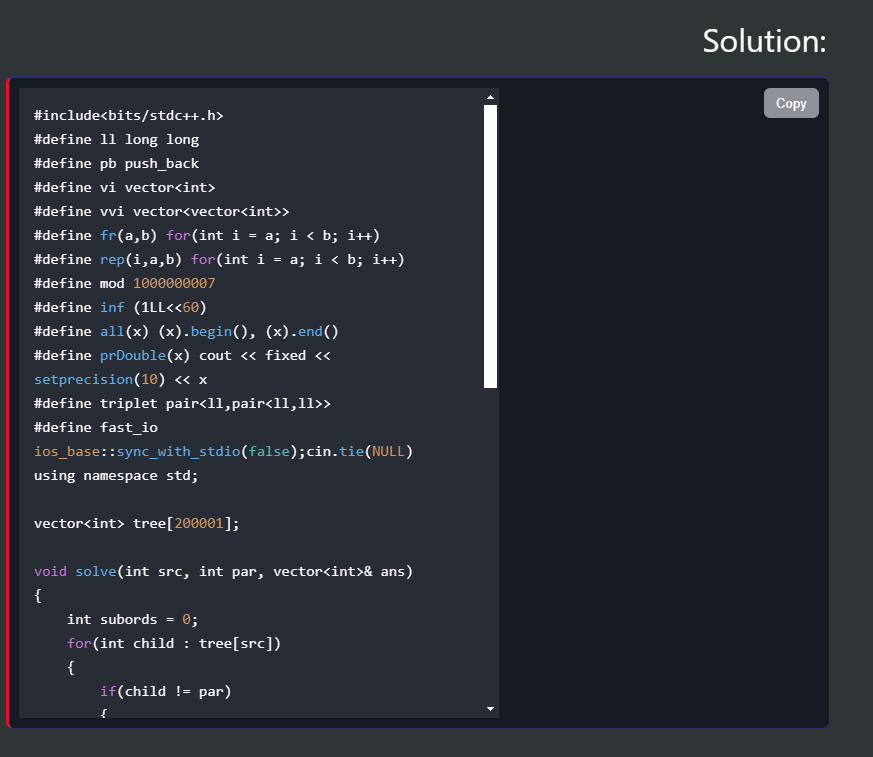 Solution:
Copy
#include<bits/stdc++.h>
#define ll long long
#define pb push_back
#define vi vector<int>
#define vvi vector<vector<int>>
#define fr(a,b) for(int i = a; i < b; i++)
#define rep(i,a,b) for(int i = a; i < b; i++)
#define mod 1000000007
#define inf (1LL<<60)
#define all(x) (x).begin(), (x).end()
#define prDouble(x) cout << fixed <<
setprecision(10) << x
#define triplet pair<ll,pair<ll,ll>>
#define fast_io
ios_base::sync_with_stdio(false);cin.tie(NULL)
using namespace std;

vector<int> tree[200001];

void solve(int src, int par, vector<int>& ans)
{
    int subords = 0;
    for(int child : tree[src])
    {
        if(child != par)
        {